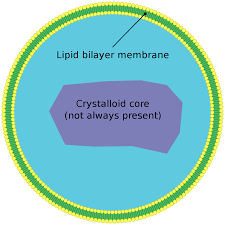 Lipid bilayer membrane
Crystalloid core
(not always present)